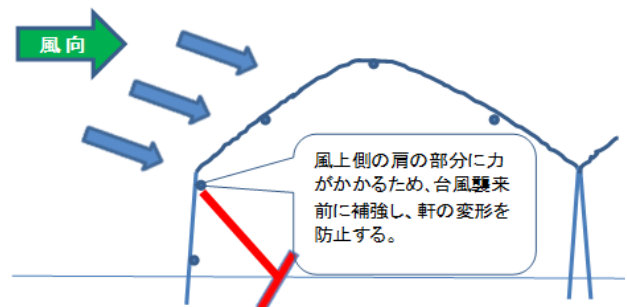 風向
風上側の肩の部分に力
がかかるため、台風襲来
前に補強し、軒の変形を
防止する。